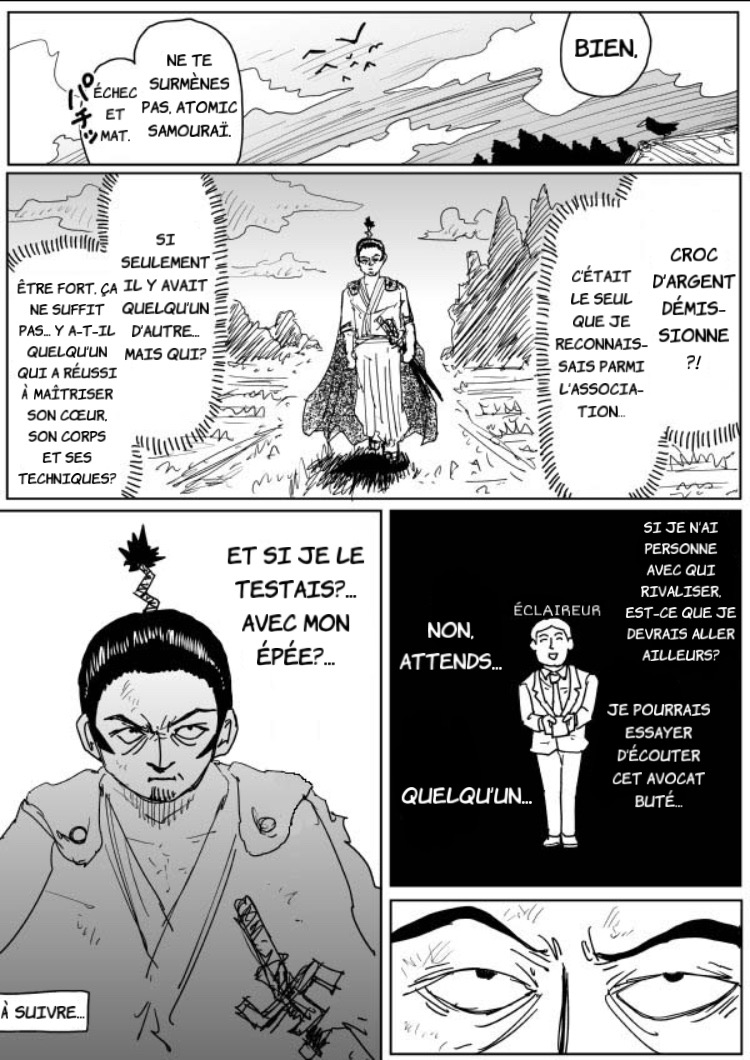 BIEN.
NE TE
SURMÈNES
PAS, ATOMIC
SAMOURAÏ.
ÉCHEC
ET
MAT.
パチッ
CROC
D'ARGENT
DÉMIS-
SIONNE
?!
C'ÉTAIT
LE SEUL
QUE JE
RECONNAIS-
SAIS PARMI
L'ASSOCIA-
TION...
SI
SEULEMENT
IL Y AVAIT
QUELQU'UN
D'AUTRE...
MAIS QUI?
ÊTRE FORT, ÇA
NE SUFFIT
PAS... Y A-T-IL
QUELQU'UN
QUI A RÉUSSI
À MAÎTRISER
SON CŒUR,
SON CORPS
ET SES
TECHNIQUES?
SI JE N'AI
PERSONNE
AVEC QUI
RIVALISER,
EST-CE QUE JE
DEVRAIS ALLER
AILLEURS?
JE POURRAIS
ESSAYER
D'ÉCOUTER
CET AVOCAT
BUTÉ...
ÉCLAIREUR
NON,
ATTENDS...
QUELQU'UN...
ET SI JE LE
TESTAIS?...
AVEC MON
ÉPÉE?...
À SUIVRE...